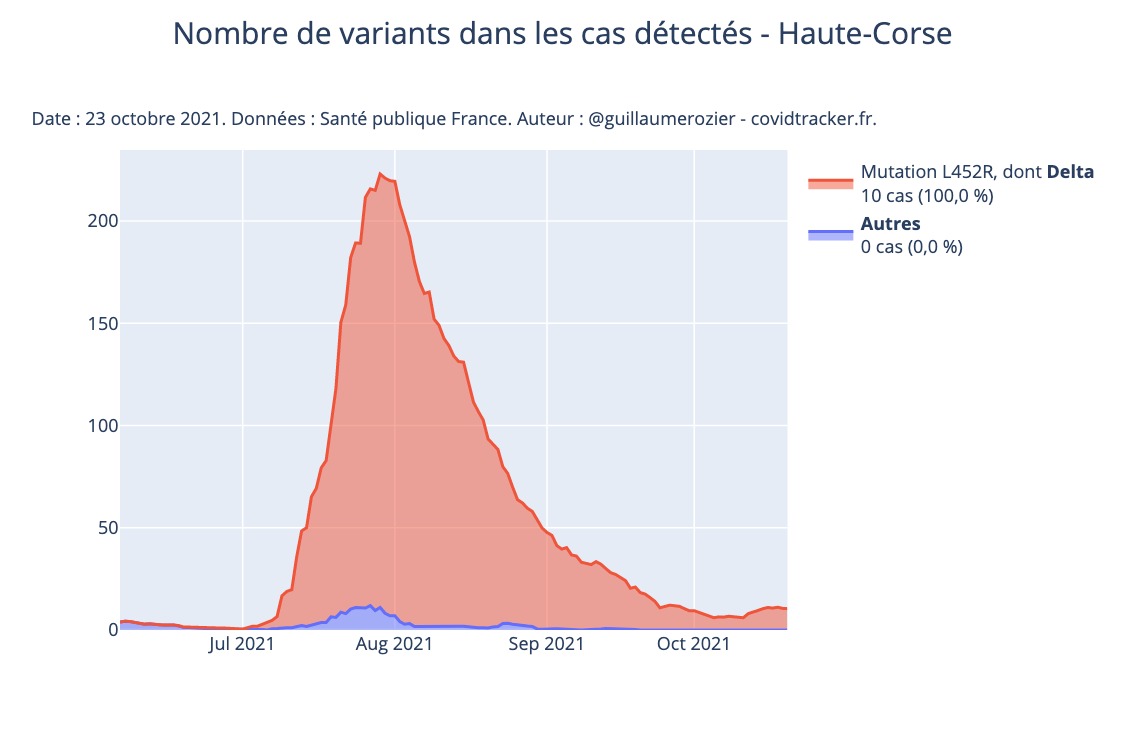 Nombre de variants dans les cas détectés - Haute-Corse
Date : 23 octobre 2021. Données : Santé publique France. Auteur : @guillaumerozier - covidtracker.fr.
Mutation L452R, dont Delta
10 cas (100,0 %)
Autres
0 cas (0,0 %)
200
150
100
50
0
Jul 2021
Aug 2021
Sep 2021
Oct 2021